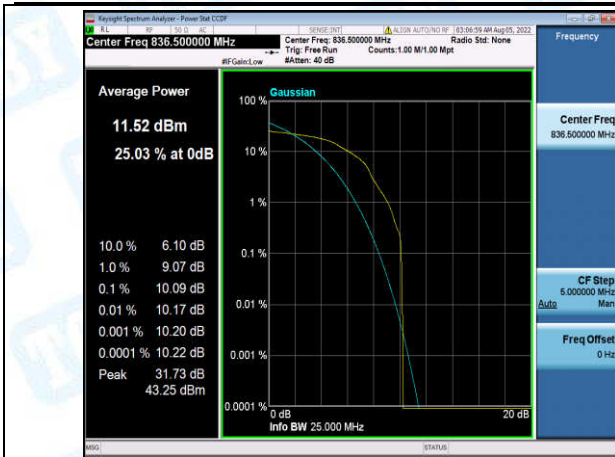 Keysight Spectrum Analyzer - Power Stat CCDF
RL RF 50 Ω AC SENSE:INT ALIGN AUTO/NO RF 03:06:59 AM Aug 05, 2022
Center Freq 836.500000 MHz
Center Freq: 836.500000 MHz Radio Std: None
Trig: Free Run Counts:1.00 M/1.00 Mpt
#IFGain:Low #Atten: 40 dB
Frequency
Average Power
11.52 dBm
25.03 % at 0dB
10.0 % 6.10 dB
1.0 % 9.07 dB
0.1 % 10.09 dB
0.01 % 10.17 dB
0.001 % 10.20 dB
0.0001 % 10.22 dB
Peak 31.73 dB
43.25 dBm
Gaussian
100 %
10 %
1 %
0.1 %
0.01 %
0.001 %
0.0001 %
0 dB 20 dB
Info BW 25.000 MHz
Center Freq
836.500000 MHz
CF Step
5.000000 MHz
Auto Man
Freq Offset
0 Hz
MSG STATUS